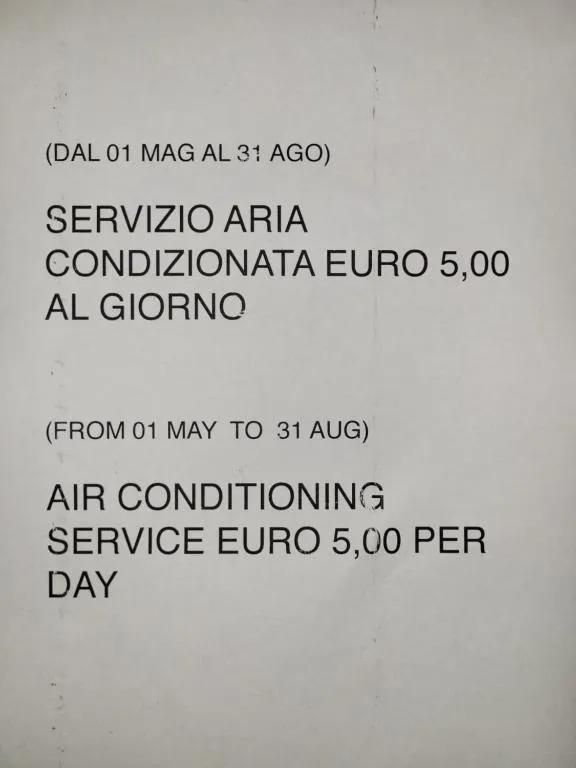 (DAL 01 MAG AL 31 AGO)
SERVIZIO ARIA
CONDIZIONATA EURO 5,00
AL GIORNO
(FROM 01 MAY TO 31 AUG)
AIR CONDITIONING
SERVICE EURO 5,00 PER
DAY